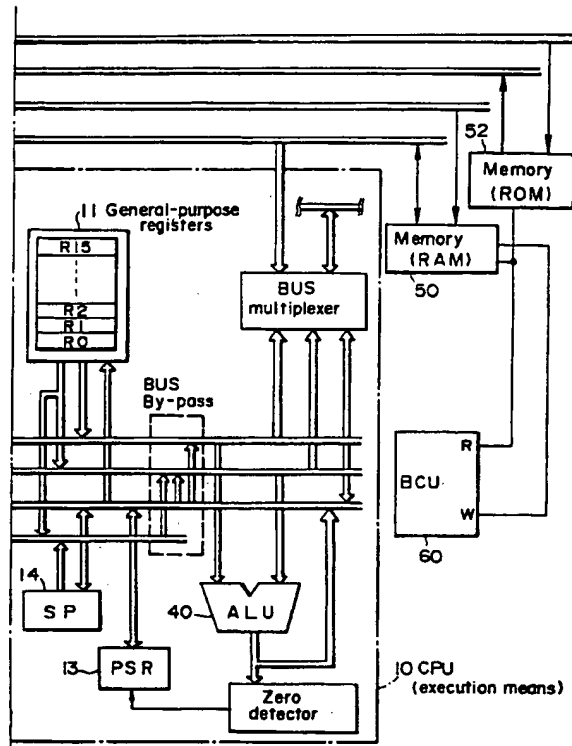 52
Memory
(ROM)
11 General-purpose
registers
R15
R2
R1
R0
BUS
multiplexer
Memory
(RAM)
50
BUS
By-pass
R
BCU
W
60
14
SP
40
ALU
13
PSR
10 CPU
(execution means)
Zero
detector